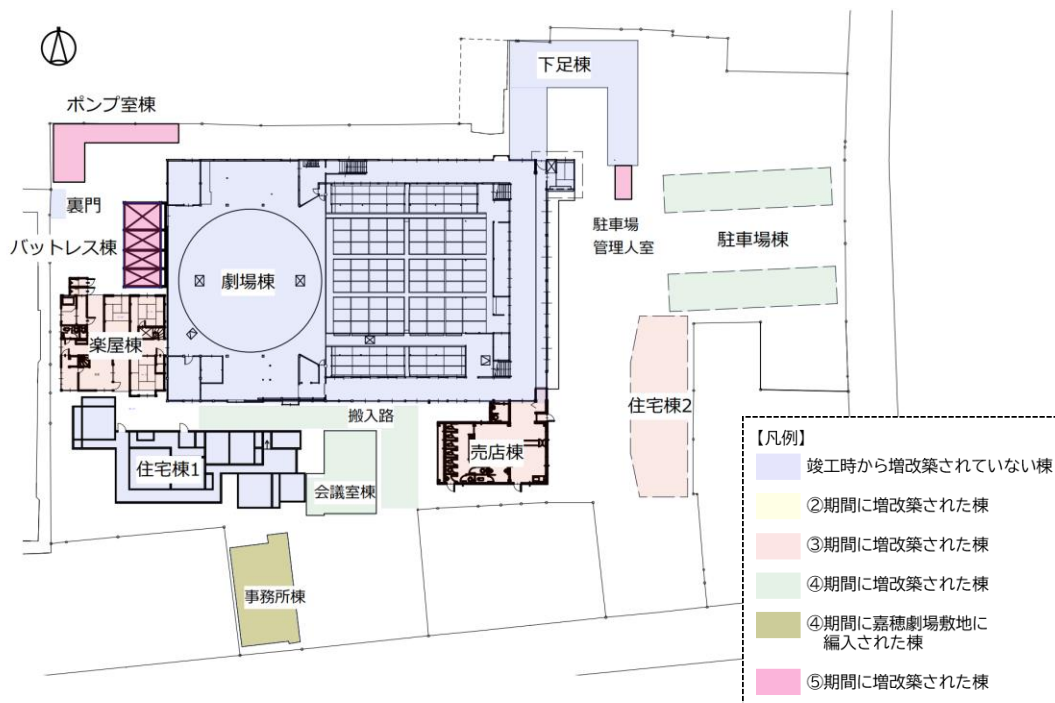 下足棟
ポンプ室棟
裏門
バットレス棟
駐車場
管理人室
駐車場棟
劇場棟
楽屋棟
住宅棟2
搬入路
売店棟
住宅棟1
会議室棟
事務所棟
【凡例】
竣工時から増改築されていない棟
②期間に増改築された棟
③期間に増改築された棟
④期間に増改築された棟
④期間に嘉穂劇場敷地に
編入された棟
⑤期間に増改築された棟